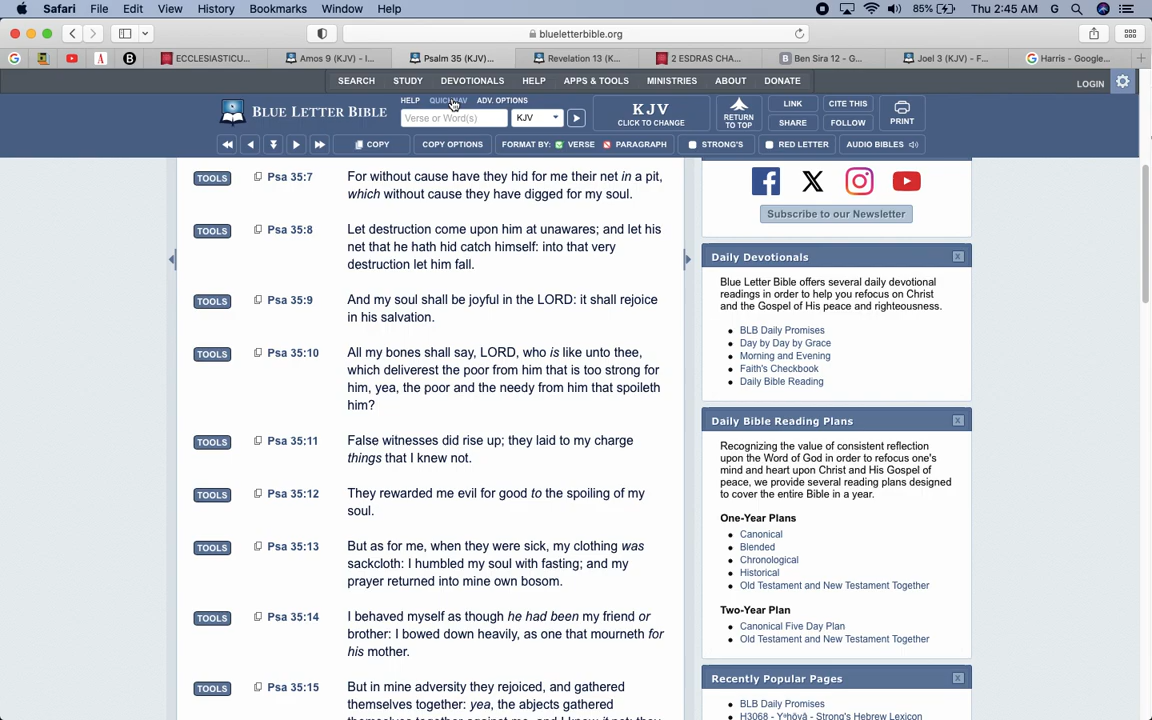 Safari File Edit View History Bookmarks Window Help 85% Thu 2:45 AM G
blueletterbible.org
ECCLESIASTICU... Amos 9 (KJV) - I... Psalm 35 (KJV)... Revelation 13 (K... 2 ESDRAS CHA... Ben Sira 12 - G... Joel 3 (KJV) - F... Harris - Google...
SEARCH STUDY DEVOTIONALS HELP APPS & TOOLS MINISTRIES ABOUT DONATE LOGIN
HELP QUICKNAV ADV. OPTIONS
BLUE LETTER BIBLE
Verse or Word(s) KJV
KJV
CLICK TO CHANGE
RETURN
TO TOP
LINK CITE THIS
SHARE FOLLOW
PRINT
COPY COPY OPTIONS FORMAT BY: VERSE PARAGRAPH STRONG'S RED LETTER AUDIO BIBLES
TOOLS Psa 35:7 For without cause have they hid for me their net in a pit,
which without cause they have digged for my soul.
TOOLS Psa 35:8 Let destruction come upon him at unawares; and let his
net that he hath hid catch himself: into that very
destruction let him fall.
TOOLS Psa 35:9 And my soul shall be joyful in the LORD: it shall rejoice
in his salvation.
TOOLS Psa 35:10 All my bones shall say, LORD, who is like unto thee,
which deliverest the poor from him that is too strong for
him, yea, the poor and the needy from him that spoileth
him?
TOOLS Psa 35:11 False witnesses did rise up; they laid to my charge
things that I knew not.
TOOLS Psa 35:12 They rewarded me evil for good to the spoiling of my
soul.
TOOLS Psa 35:13 But as for me, when they were sick, my clothing was
sackcloth: I humbled my soul with fasting; and my
prayer returned into mine own bosom.
TOOLS Psa 35:14 I behaved myself as though he had been my friend or
brother: I bowed down heavily, as one that mourneth for
his mother.
TOOLS Psa 35:15 But in mine adversity they rejoiced, and gathered
themselves together: yea, the abjects gathered
themselves together against me, and I knew it not; they
Subscribe to our Newsletter
Daily Devotionals
Blue Letter Bible offers several daily devotional
readings in order to help you refocus on Christ
and the Gospel of His peace and righteousness.
BLB Daily Promises
Day by Day by Grace
Morning and Evening
Faith's Checkbook
Daily Bible Reading
Daily Bible Reading Plans
Recognizing the value of consistent reflection
upon the Word of God in order to refocus one's
mind and heart upon Christ and His Gospel of
peace, we provide several reading plans designed
to cover the entire Bible in a year.
One-Year Plans
Canonical
Blended
Chronological
Historical
Old Testament and New Testament Together
Two-Year Plan
Canonical Five Day Plan
Old Testament and New Testament Together
Recently Popular Pages
BLB Daily Promises
H3068 - Yᵉhōvâ - Strong's Hebrew Lexicon